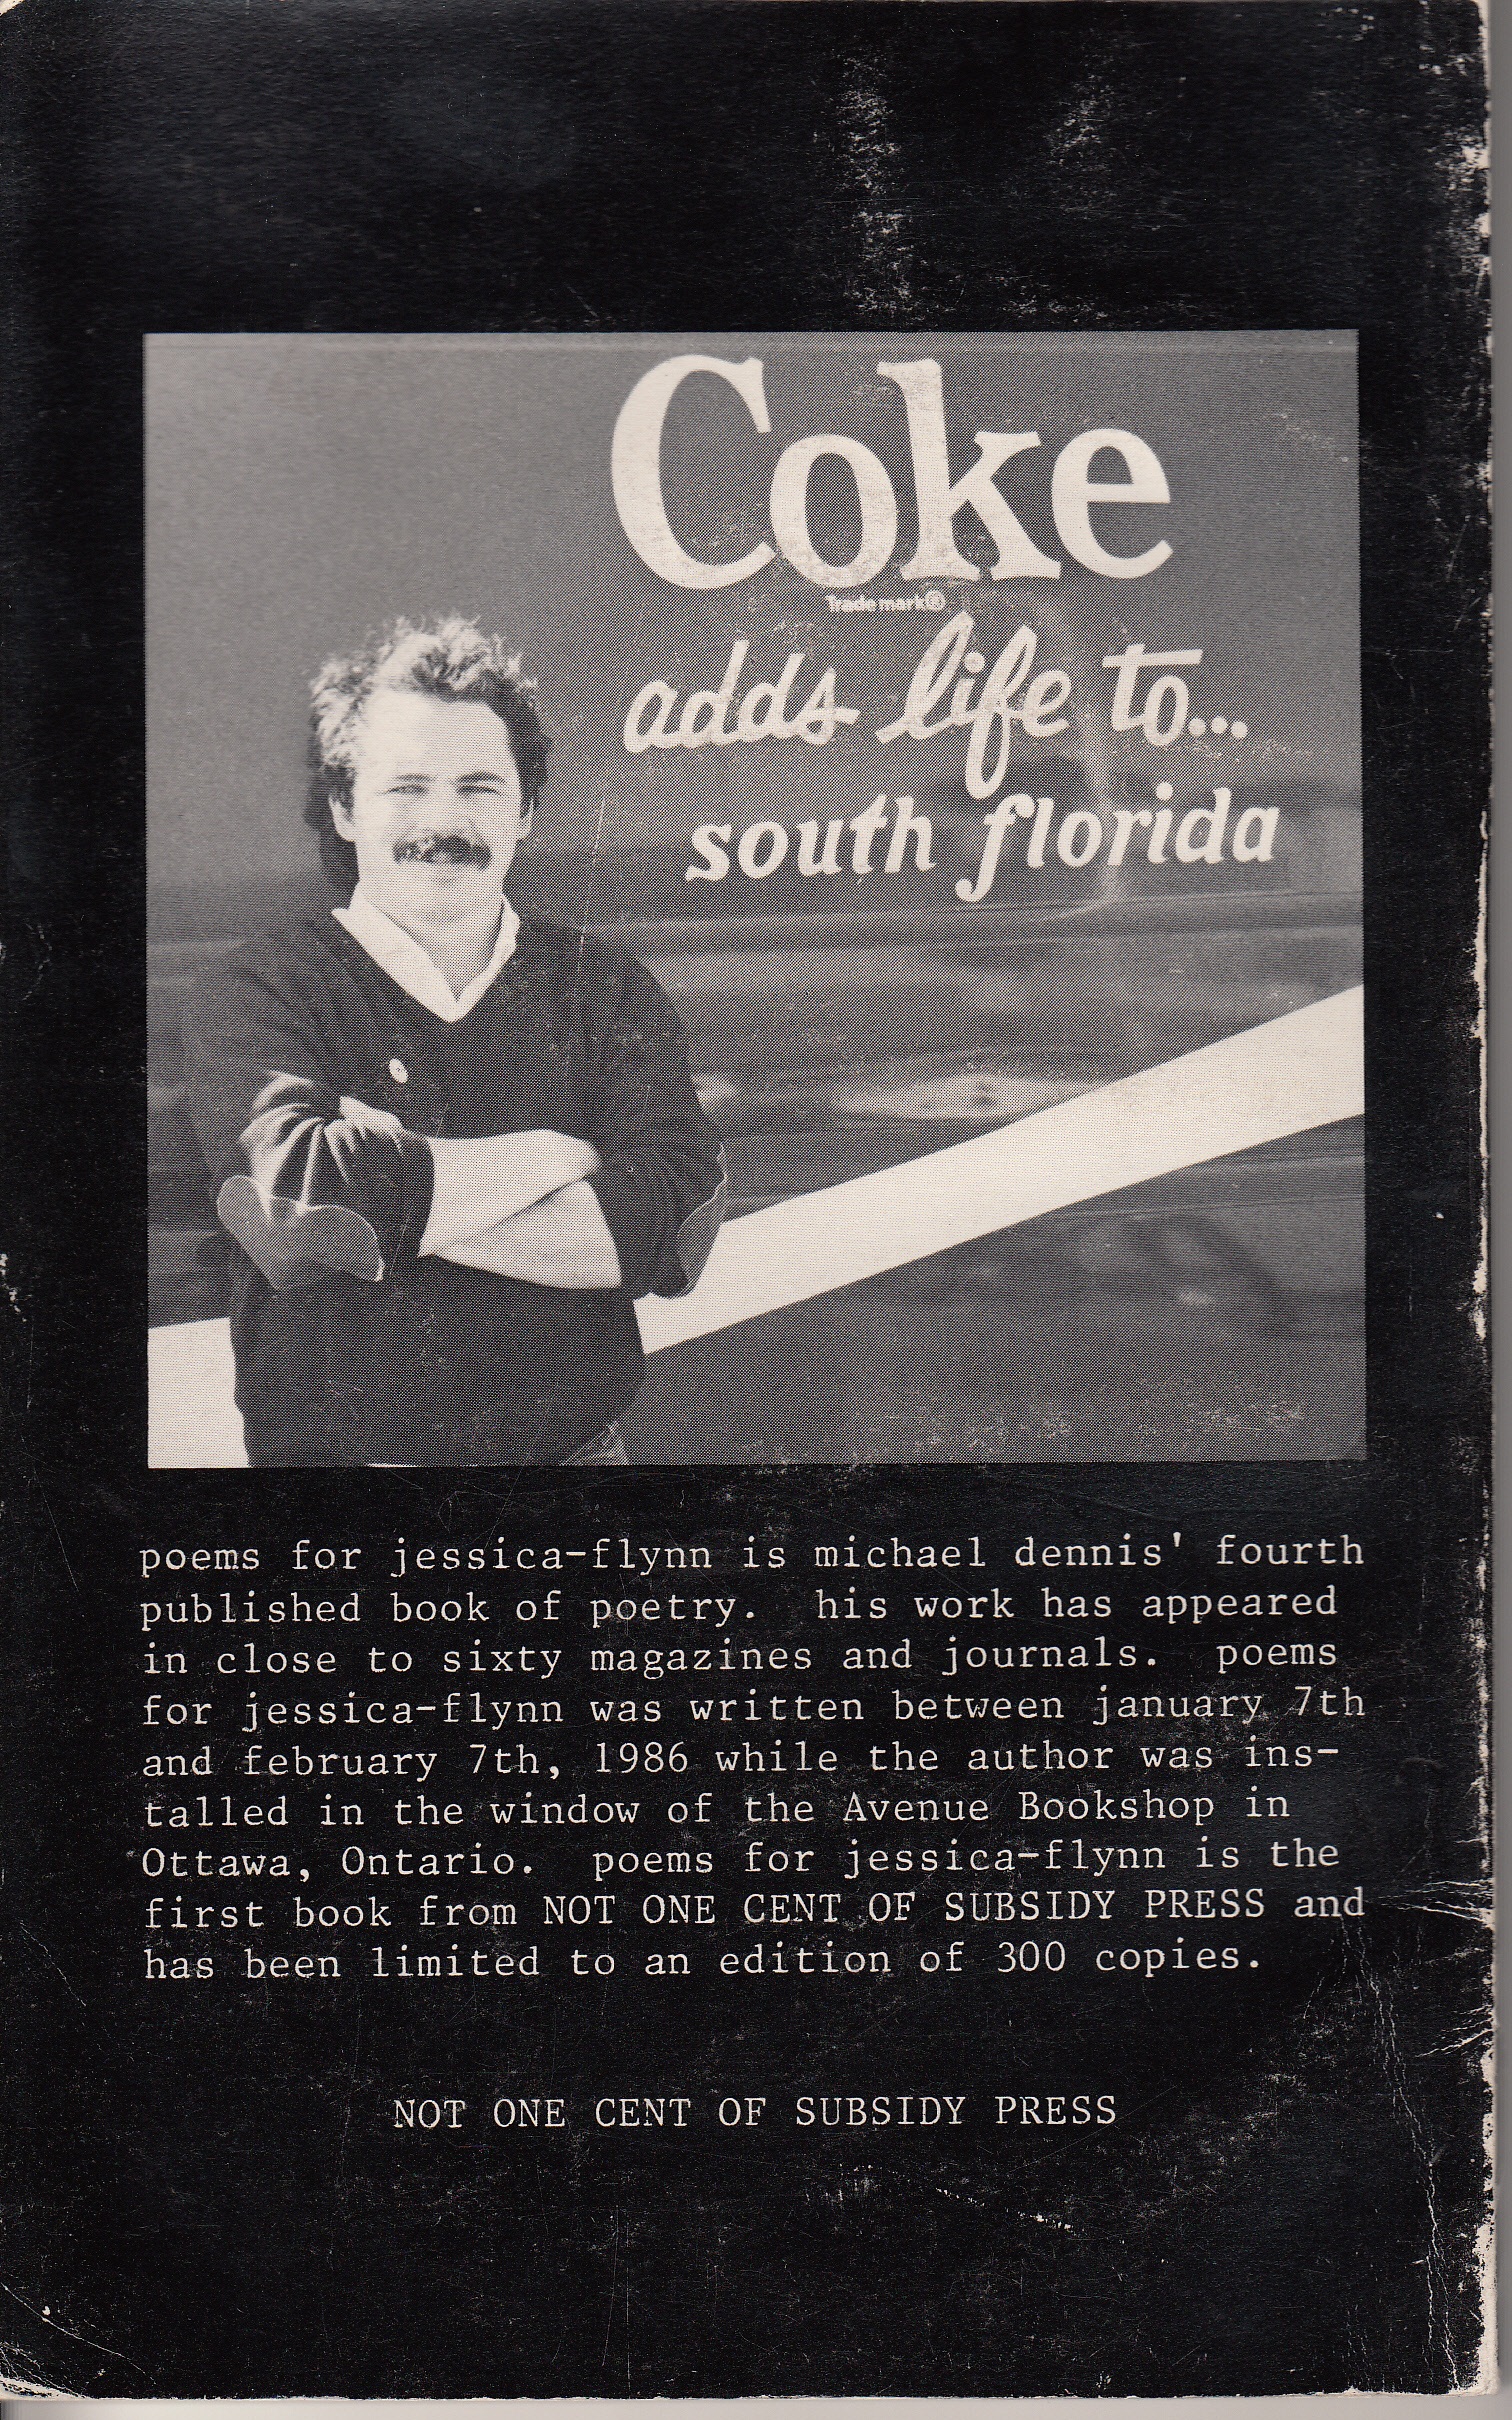 Coke
Trade mark®
adds life to...
south florida
poems for jessica-flynn is michael dennis' fourth
published book of poetry.  his work has appeared
in close to sixty magazines and journals.  poems
for jessica-flynn was written between january 7th
and february 7th, 1986 while the author was ins-
talled in the window of the Avenue Bookshop in
Ottawa, Ontario.  poems for jessica-flynn is the
first book from NOT ONE CENT OF SUBSIDY PRESS and
has been limited to an edition of 300 copies.
NOT ONE CENT OF SUBSIDY PRESS